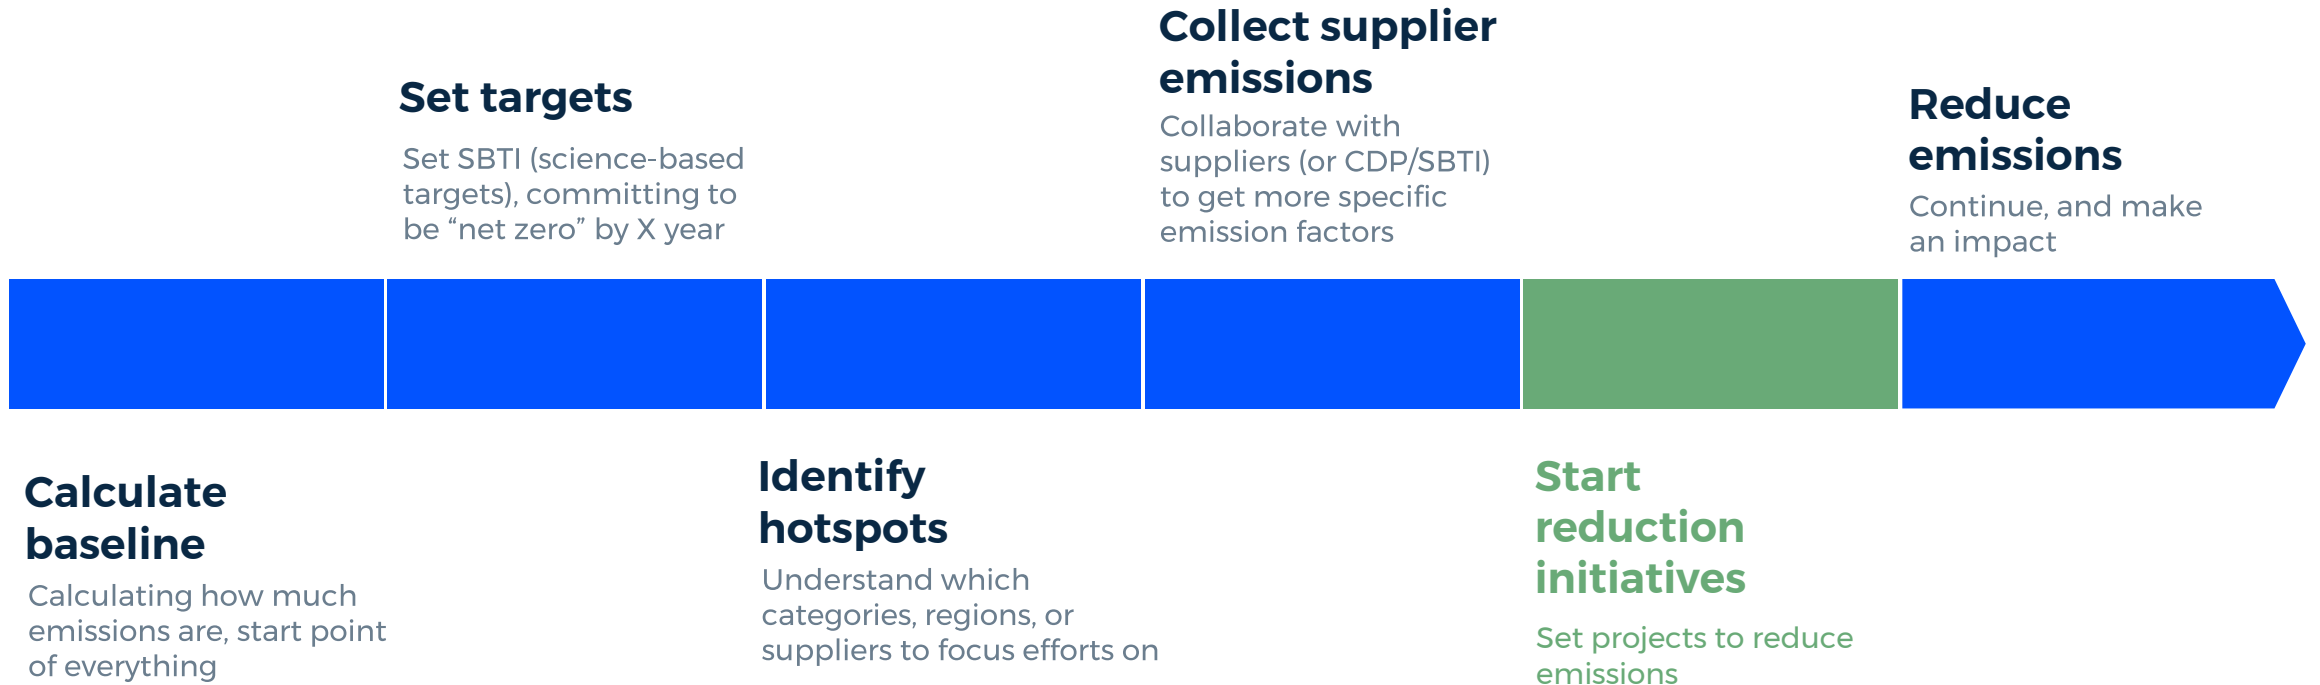 Calculate
baseline
Calculating how much
emissions are, start point
of everything
Set targets
Set SBTI (science-based
targets), committing to
be “net zero” by X year
Identify
hotspots
Understand which
categories, regions, or
suppliers to focus efforts on
Collect supplier
emissions
Collaborate with
suppliers (or CDP/SBTI)
to get more specific
emission factors
Start
reduction
initiatives
Set projects to reduce
emissions
Reduce
emissions
Continue, and make
an impact